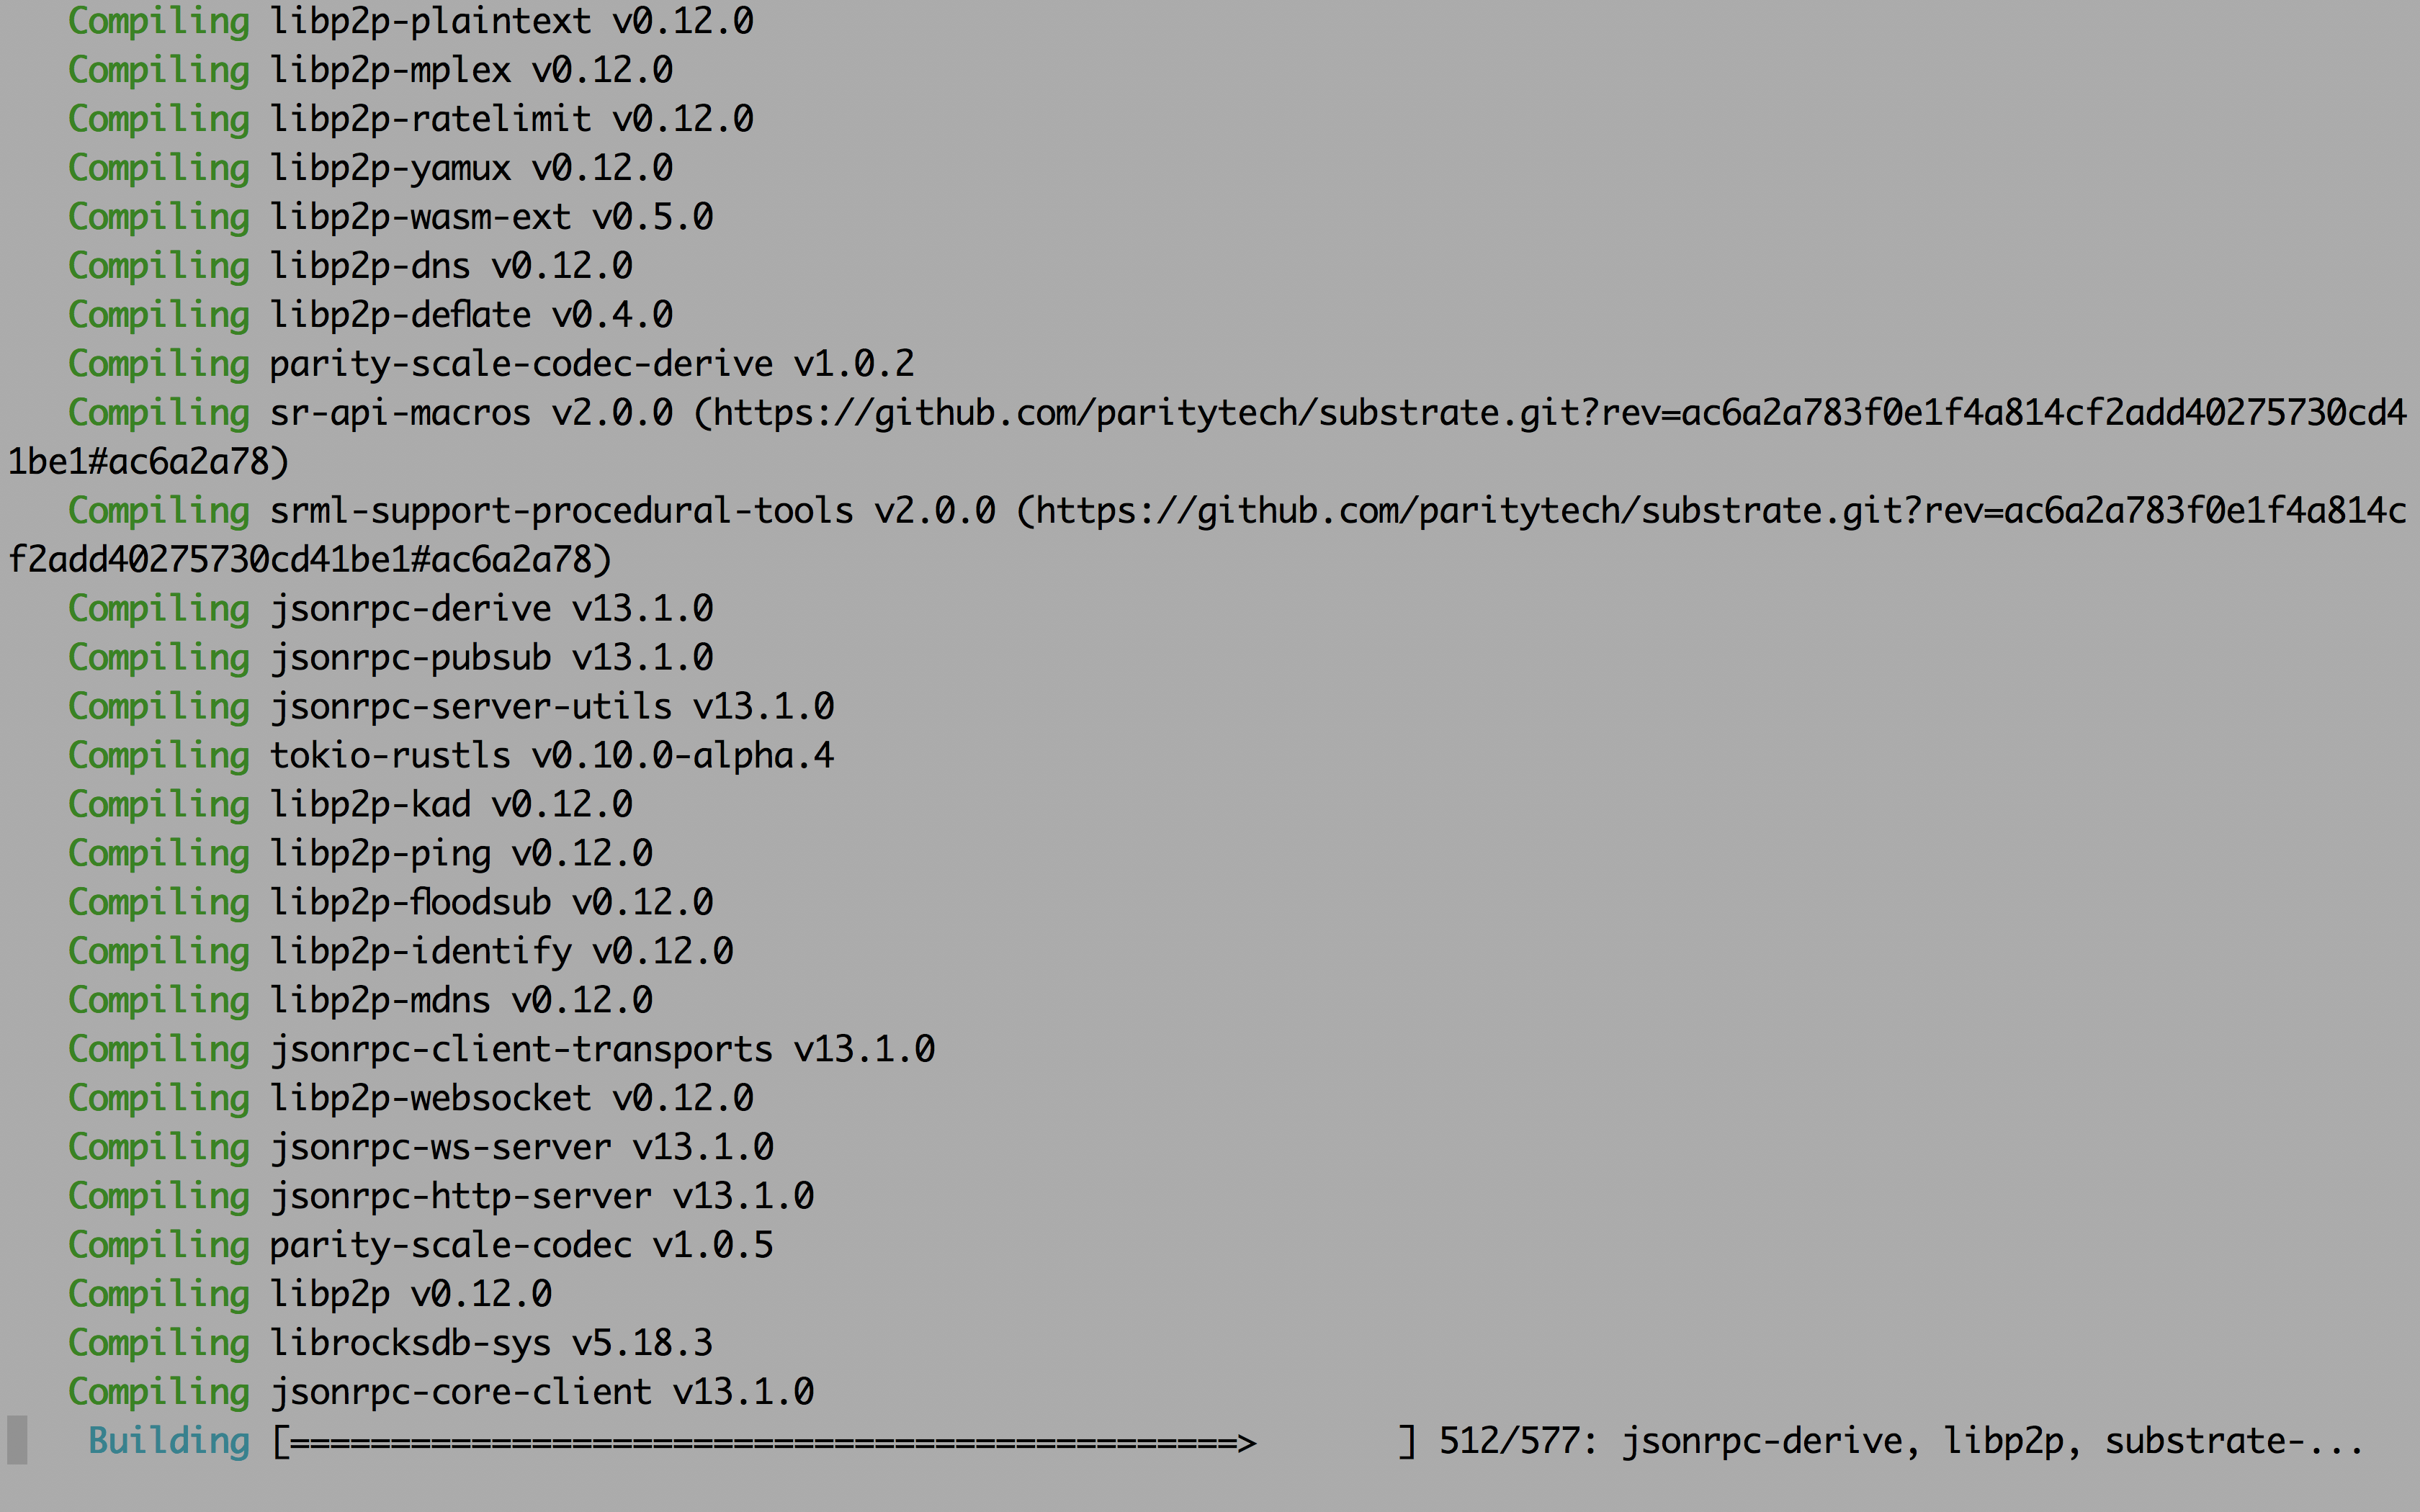 Compiling libp2p-plaintext v0.12.0
Compiling libp2p-mplex v0.12.0
Compiling libp2p-ratelimit v0.12.0
Compiling libp2p-yamux v0.12.0
Compiling libp2p-wasm-ext v0.5.0
Compiling libp2p-dns v0.12.0
Compiling libp2p-deflate v0.4.0
Compiling parity-scale-codec-derive v1.0.2
Compiling sr-api-macros v2.0.0 (https://github.com/paritytech/substrate.git?rev=ac6a2a783f0e1f4a814cf2add40275730cd4
1be1#ac6a2a78)
Compiling srml-support-procedural-tools v2.0.0 (https://github.com/paritytech/substrate.git?rev=ac6a2a783f0e1f4a814c
f2add40275730cd41be1#ac6a2a78)
Compiling jsonrpc-derive v13.1.0
Compiling jsonrpc-pubsub v13.1.0
Compiling jsonrpc-server-utils v13.1.0
Compiling tokio-rustls v0.10.0-alpha.4
Compiling libp2p-kad v0.12.0
Compiling libp2p-ping v0.12.0
Compiling libp2p-floodsub v0.12.0
Compiling libp2p-identify v0.12.0
Compiling libp2p-mdns v0.12.0
Compiling jsonrpc-client-transports v13.1.0
Compiling libp2p-websocket v0.12.0
Compiling jsonrpc-ws-server v13.1.0
Compiling jsonrpc-http-server v13.1.0
Compiling parity-scale-codec v1.0.5
Compiling libp2p v0.12.0
Compiling librocksdb-sys v5.18.3
Compiling jsonrpc-core-client v13.1.0
Building [===============================================>       ] 512/577: jsonrpc-derive, libp2p, substrate-...